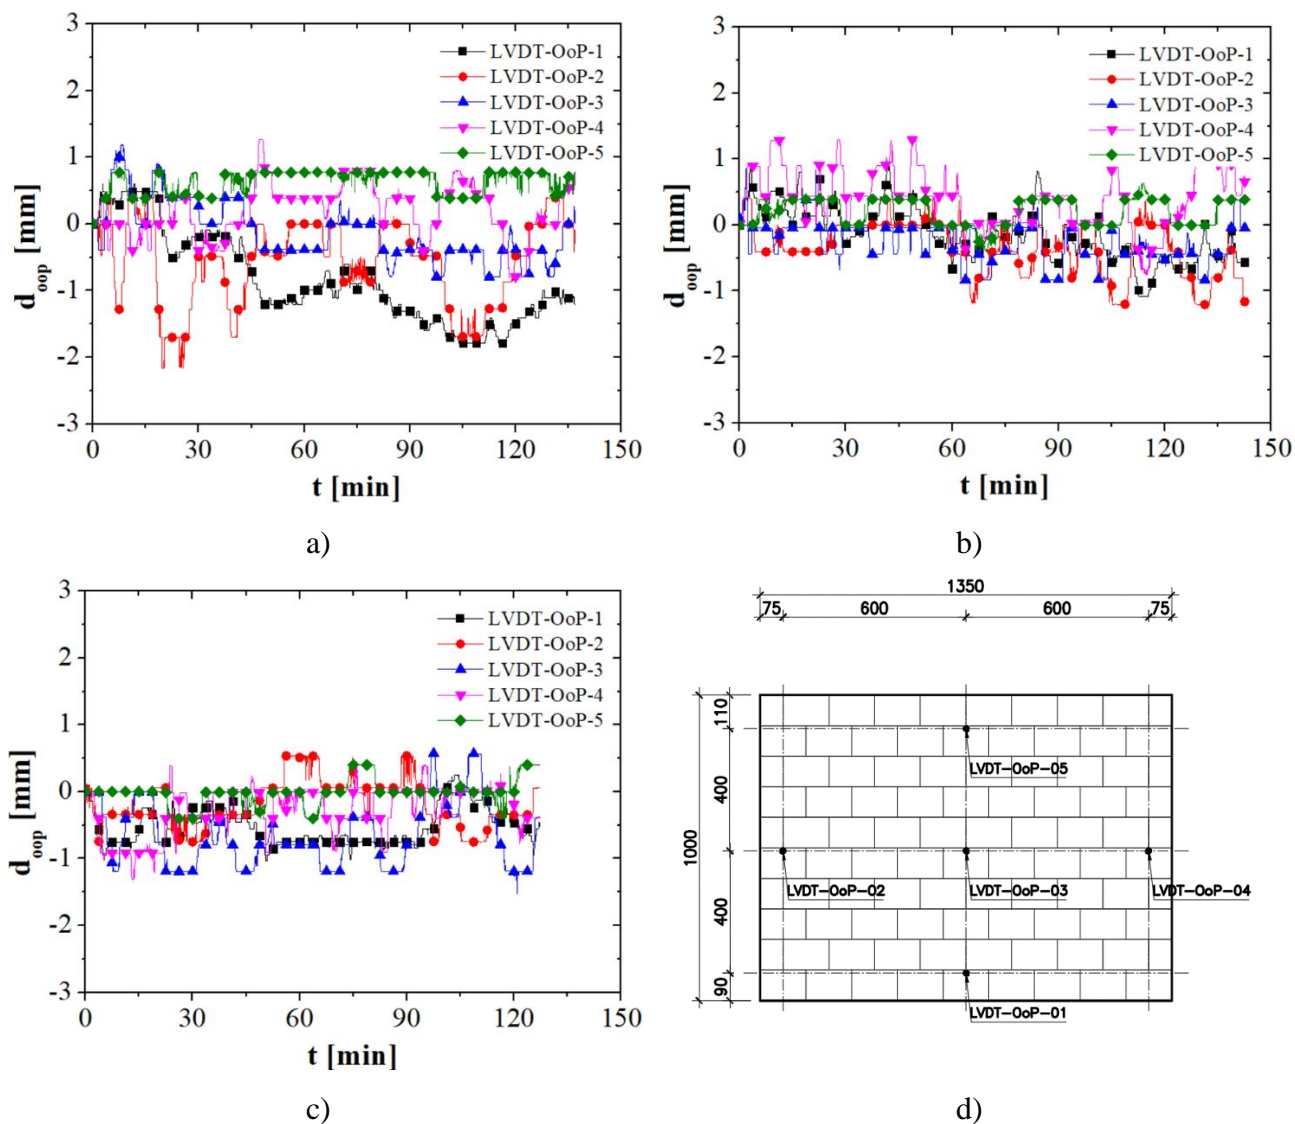 3
2
1
0
-1
-2
-3
d_oop [mm]
LVDT-OoP-1
LVDT-OoP-2
LVDT-OoP-3
LVDT-OoP-4
LVDT-OoP-5
0 30 60 90 120 150
t [min]
a)
3
2
1
0
-1
-2
-3
d_oop [mm]
LVDT-OoP-1
LVDT-OoP-2
LVDT-OoP-3
LVDT-OoP-4
LVDT-OoP-5
0 30 60 90 120 150
t [min]
b)
3
2
1
0
-1
-2
-3
d_oop [mm]
LVDT-OoP-1
LVDT-OoP-2
LVDT-OoP-3
LVDT-OoP-4
LVDT-OoP-5
0 30 60 90 120 150
t [min]
c)
1350
75 600 600 75
110
400
1000
400
90
LVDT-OoP-05
LVDT-OoP-02 LVDT-OoP-03 LVDT-OoP-04
LVDT-OoP-01
d)